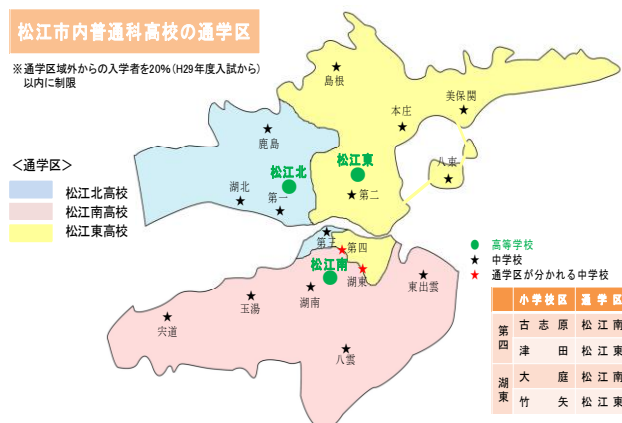 松江市内普通科高校の通学区
※通学区域外からの入学者を20%(H29年度入試から)
以内に制限
島根
美保関
本庄
鹿島
松江北
松江東
八束
<通学区>
松江北高校
松江南高校
松江東高校
湖北
第一
第二
第三
第四
松江南
湖東
湖南
東出雲
玉湯
宍道
八雲
高等学校
中学校
通学区が分かれる中学校
小学校区 通学区
第四 古志原 松江南
津田 松江東
湖東 大庭 松江南
竹矢 松江東